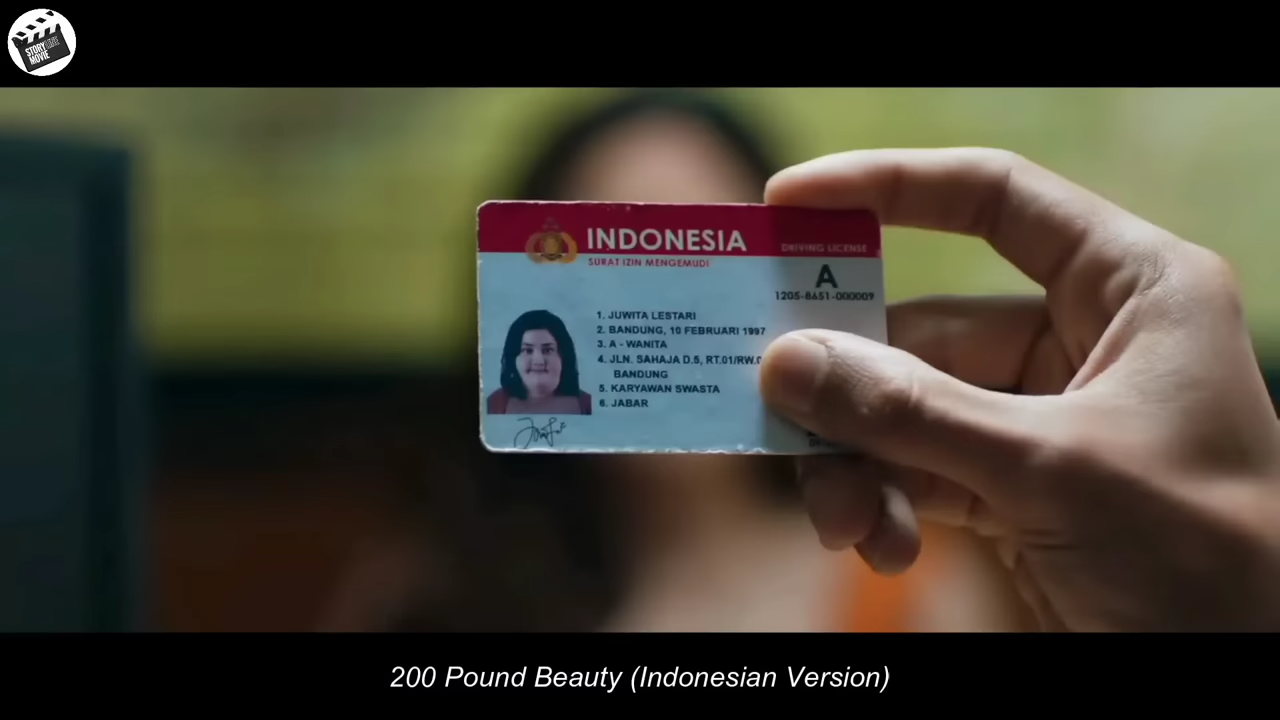 STORY
MOVIE
INDONESIA
DRIVING LICENSE
SURAT IZIN MENGEMUDI
A
1205-8651-000009
1. JUWITA LESTARI
2. BANDUNG, 10 FEBRUARI 1997
3. A - WANITA
4. JLN. SAHAJA D.5, RT.01/RW.0
BANDUNG
5. KARYAWAN SWASTA
6. JABAR
200 Pound Beauty (Indonesian Version)